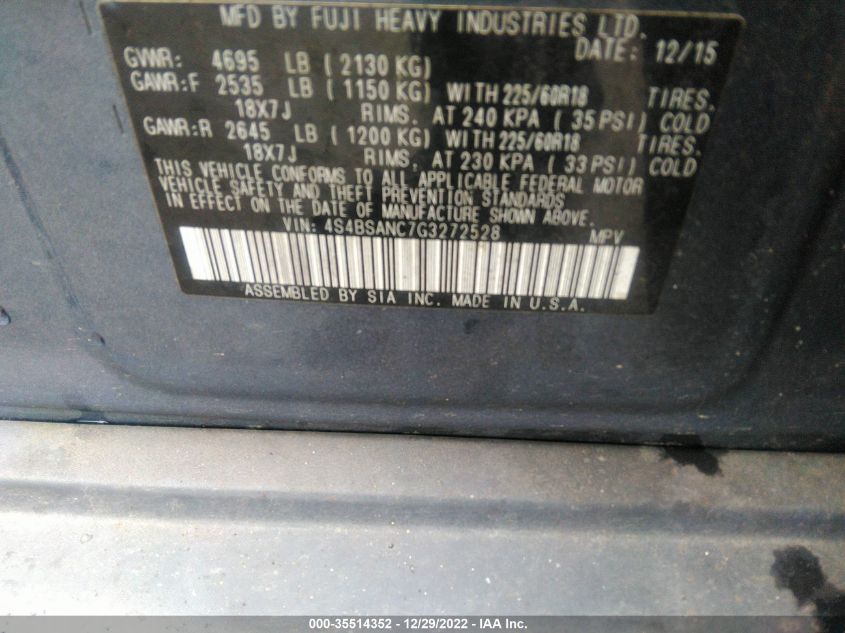 MFD BY FUJI HEAVY INDUSTRIES LTD.
DATE: 12/15
GVWR: 4695 LB ( 2130 KG)
GAWR:F 2535 LB ( 1150 KG) WITH 225/60R18 TIRES.
18X7J RIMS. AT 240 KPA ( 35 PSI) COLD
GAWR:R 2645 LB ( 1200 KG) WITH 225/60R18 TIRES.
18X7J RIMS, AT 230 KPA ( 33 PSI) COLD
THIS VEHICLE CONFORMS TO ALL APPLICABLE FEDERAL MOTOR
VEHICLE SAFETY AND THEFT PREVENTION STANDARDS
IN EFFECT ON THE DATE OF MANUFACTURE SHOWN ABOVE.
VIN: 4S4BSANC7G3272528 MPV
ASSEMBLED BY SIA INC. MADE IN U.S.A.
000-35514352 - 12/29/2022 - IAA Inc.